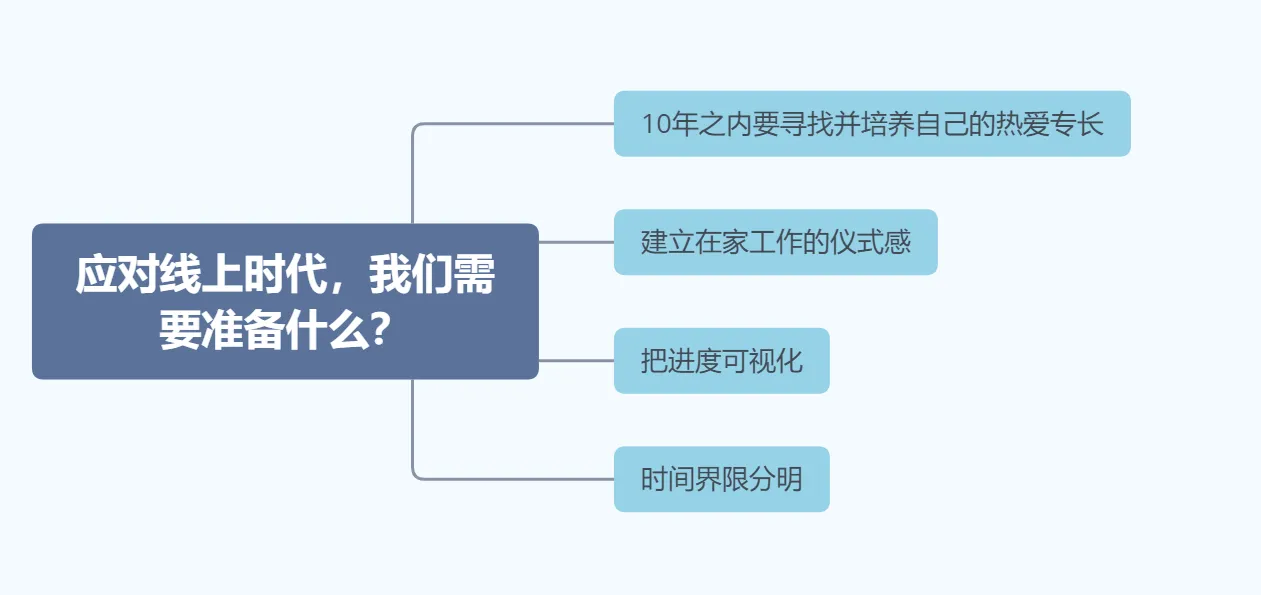 应对线上时代，我们需
要准备什么？
10年之内要寻找并培养自己的热爱专长
建立在家工作的仪式感
把进度可视化
时间界限分明